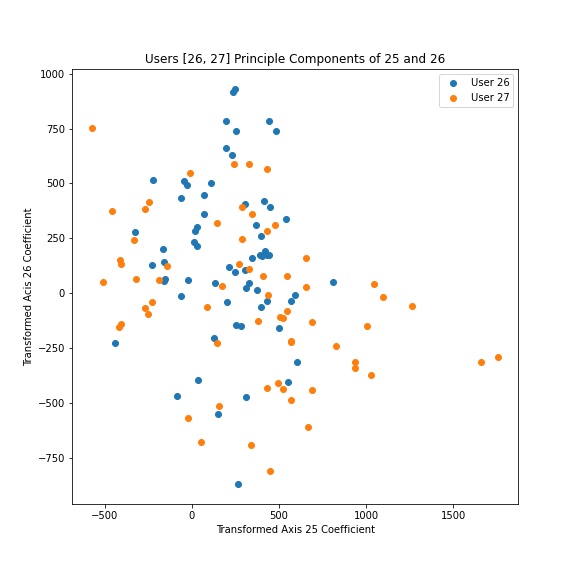 Users [26, 27] Principle Components of 25 and 26
User 26
User 27
1000
750
500
250
0
−250
−500
−750
Transformed Acis 26 Coefficient
−500
0
500
1000
1500
Transformed Axis 25 Coefficient